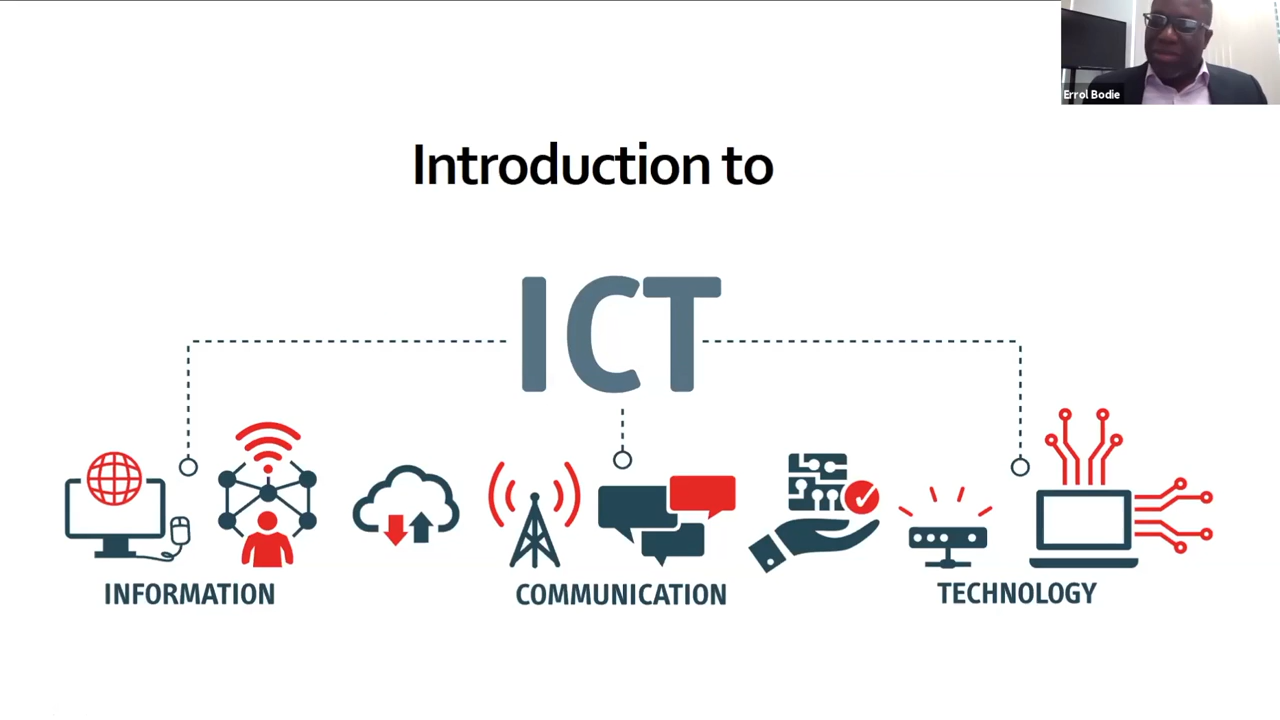 Errol Bodie
Introduction to
ICT
INFORMATION
COMMUNICATION
TECHNOLOGY